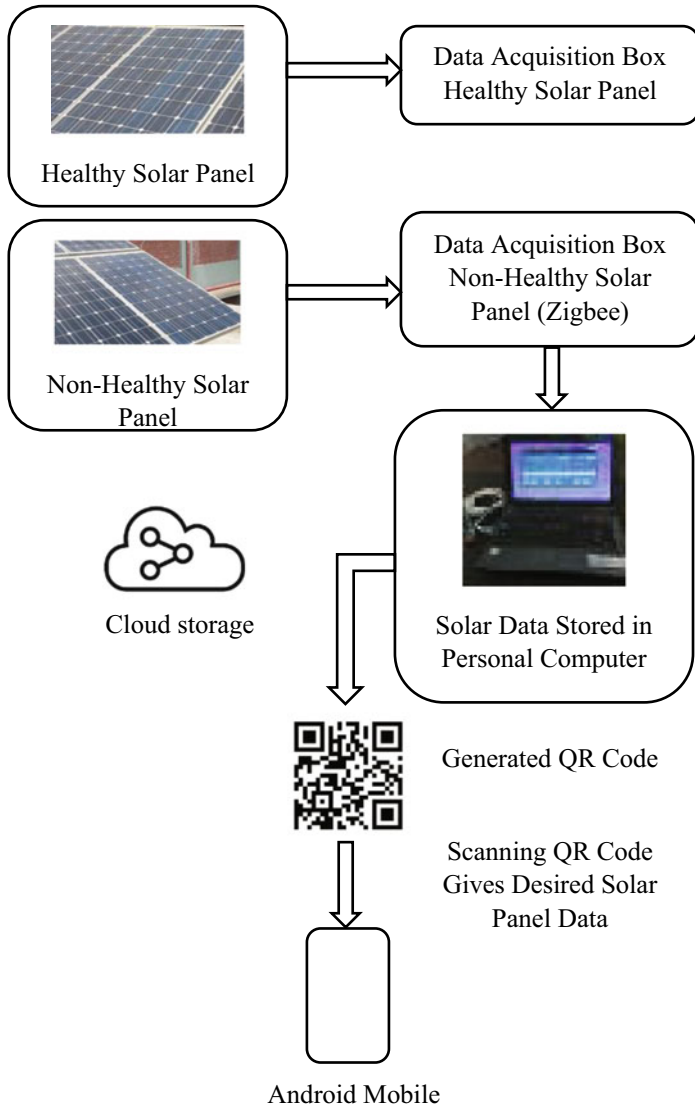 Healthy Solar Panel
Data Acquisition Box
Healthy Solar Panel
Non-Healthy Solar
Panel
Data Acquisition Box
Non-Healthy Solar
Panel (Zigbee)
Solar Data Stored in
Personal Computer
Cloud storage
Generated QR Code
Scanning QR Code
Gives Desired Solar
Panel Data
Android Mobile